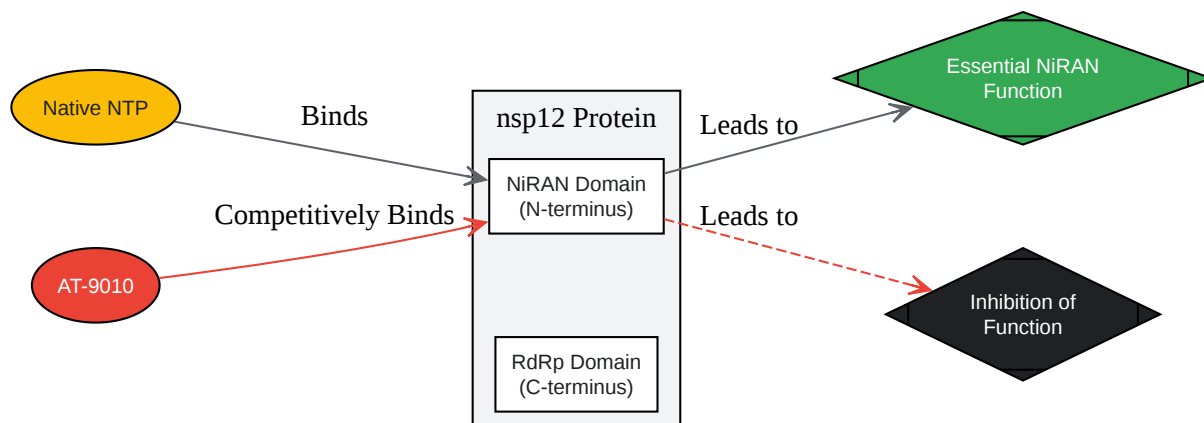 Native NTP
Binds
nsp12 Protein
NiRAN Domain
(N-terminus)
Leads to
Essential NiRAN
Function
AT-9010
Competitively Binds
Leads to
Inhibition of
Function
RdRp Domain
(C-terminus)